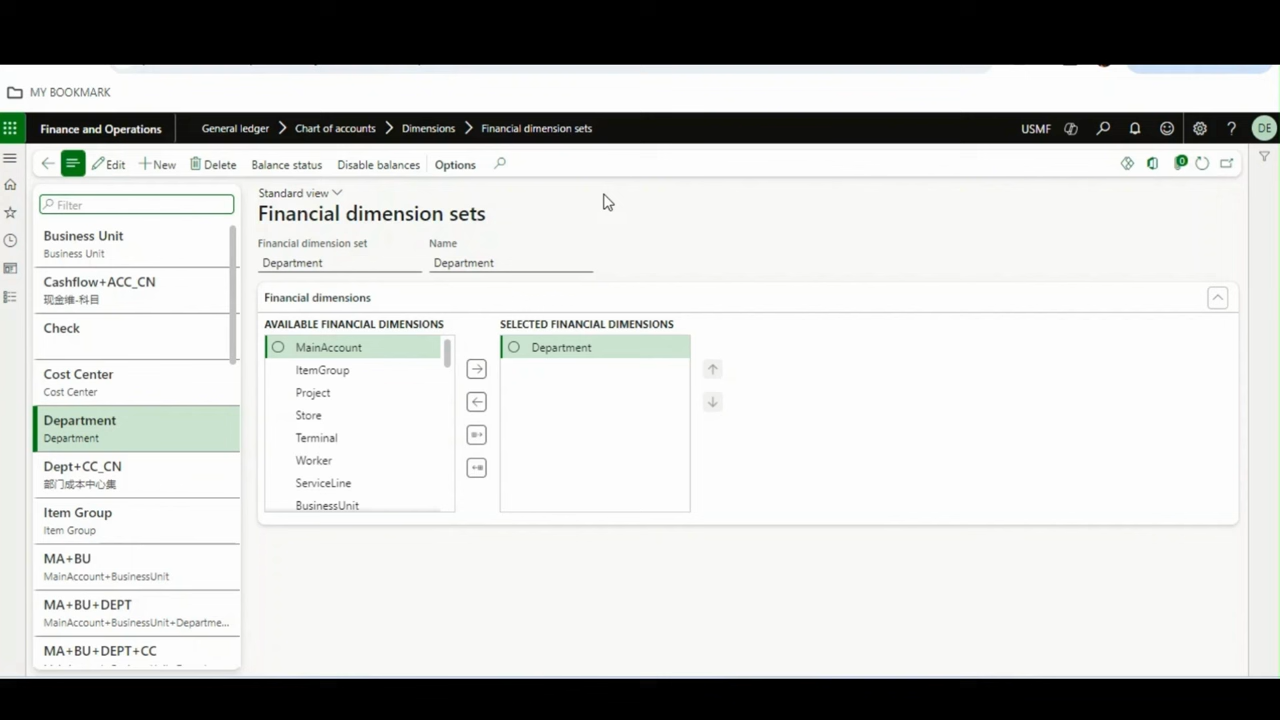 MY BOOKMARK
Finance and Operations
General ledger
Chart of accounts
Dimensions
Financial dimension sets
USMF
DE
Edit
New
Delete
Balance status
Disable balances
Options
0
Filter
Business Unit
Business Unit
Cashflow+ACC_CN
现金维-科目
Check
Cost Center
Cost Center
Department
Department
Dept+CC_CN
部门成本中心集
Item Group
Item Group
MA+BU
MainAccount+BusinessUnit
MA+BU+DEPT
MainAccount+BusinessUnit+Departme...
MA+BU+DEPT+CC
Standard view
Financial dimension sets
Financial dimension set
Name
Department
Department
Financial dimensions
AVAILABLE FINANCIAL DIMENSIONS
MainAccount
ItemGroup
Project
Store
Terminal
Worker
ServiceLine
BusinessUnit
SELECTED FINANCIAL DIMENSIONS
Department